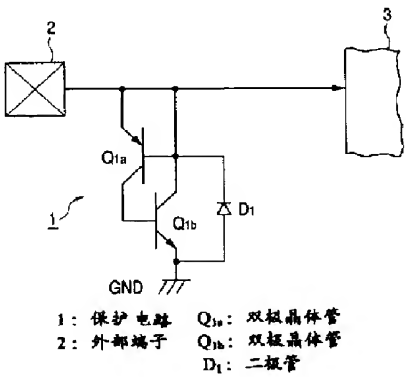 2
3
Q1a
Q1b
D1
1
GND
1: 保护电路 Q1a: 双极晶体管
2: 外部端子 Q1b: 双极晶体管
D1: 二极管